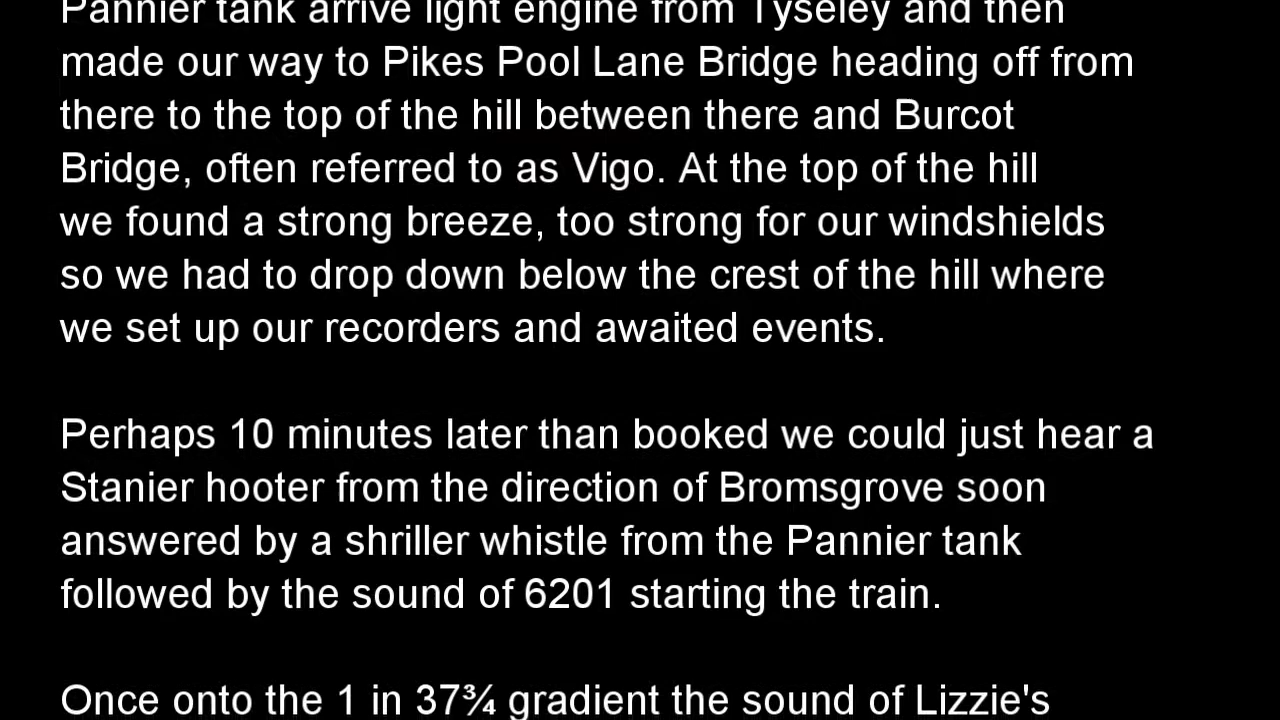 Pannier tank arrive light engine from Tyseley and then
made our way to Pikes Pool Lane Bridge heading off from
there to the top of the hill between there and Burcot
Bridge, often referred to as Vigo. At the top of the hill
we found a strong breeze, too strong for our windshields
so we had to drop down below the crest of the hill where
we set up our recorders and awaited events.
Perhaps 10 minutes later than booked we could just hear a
Stanier hooter from the direction of Bromsgrove soon
answered by a shriller whistle from the Pannier tank
followed by the sound of 6201 starting the train.
Once onto the 1 in 37¾ gradient the sound of Lizzie's